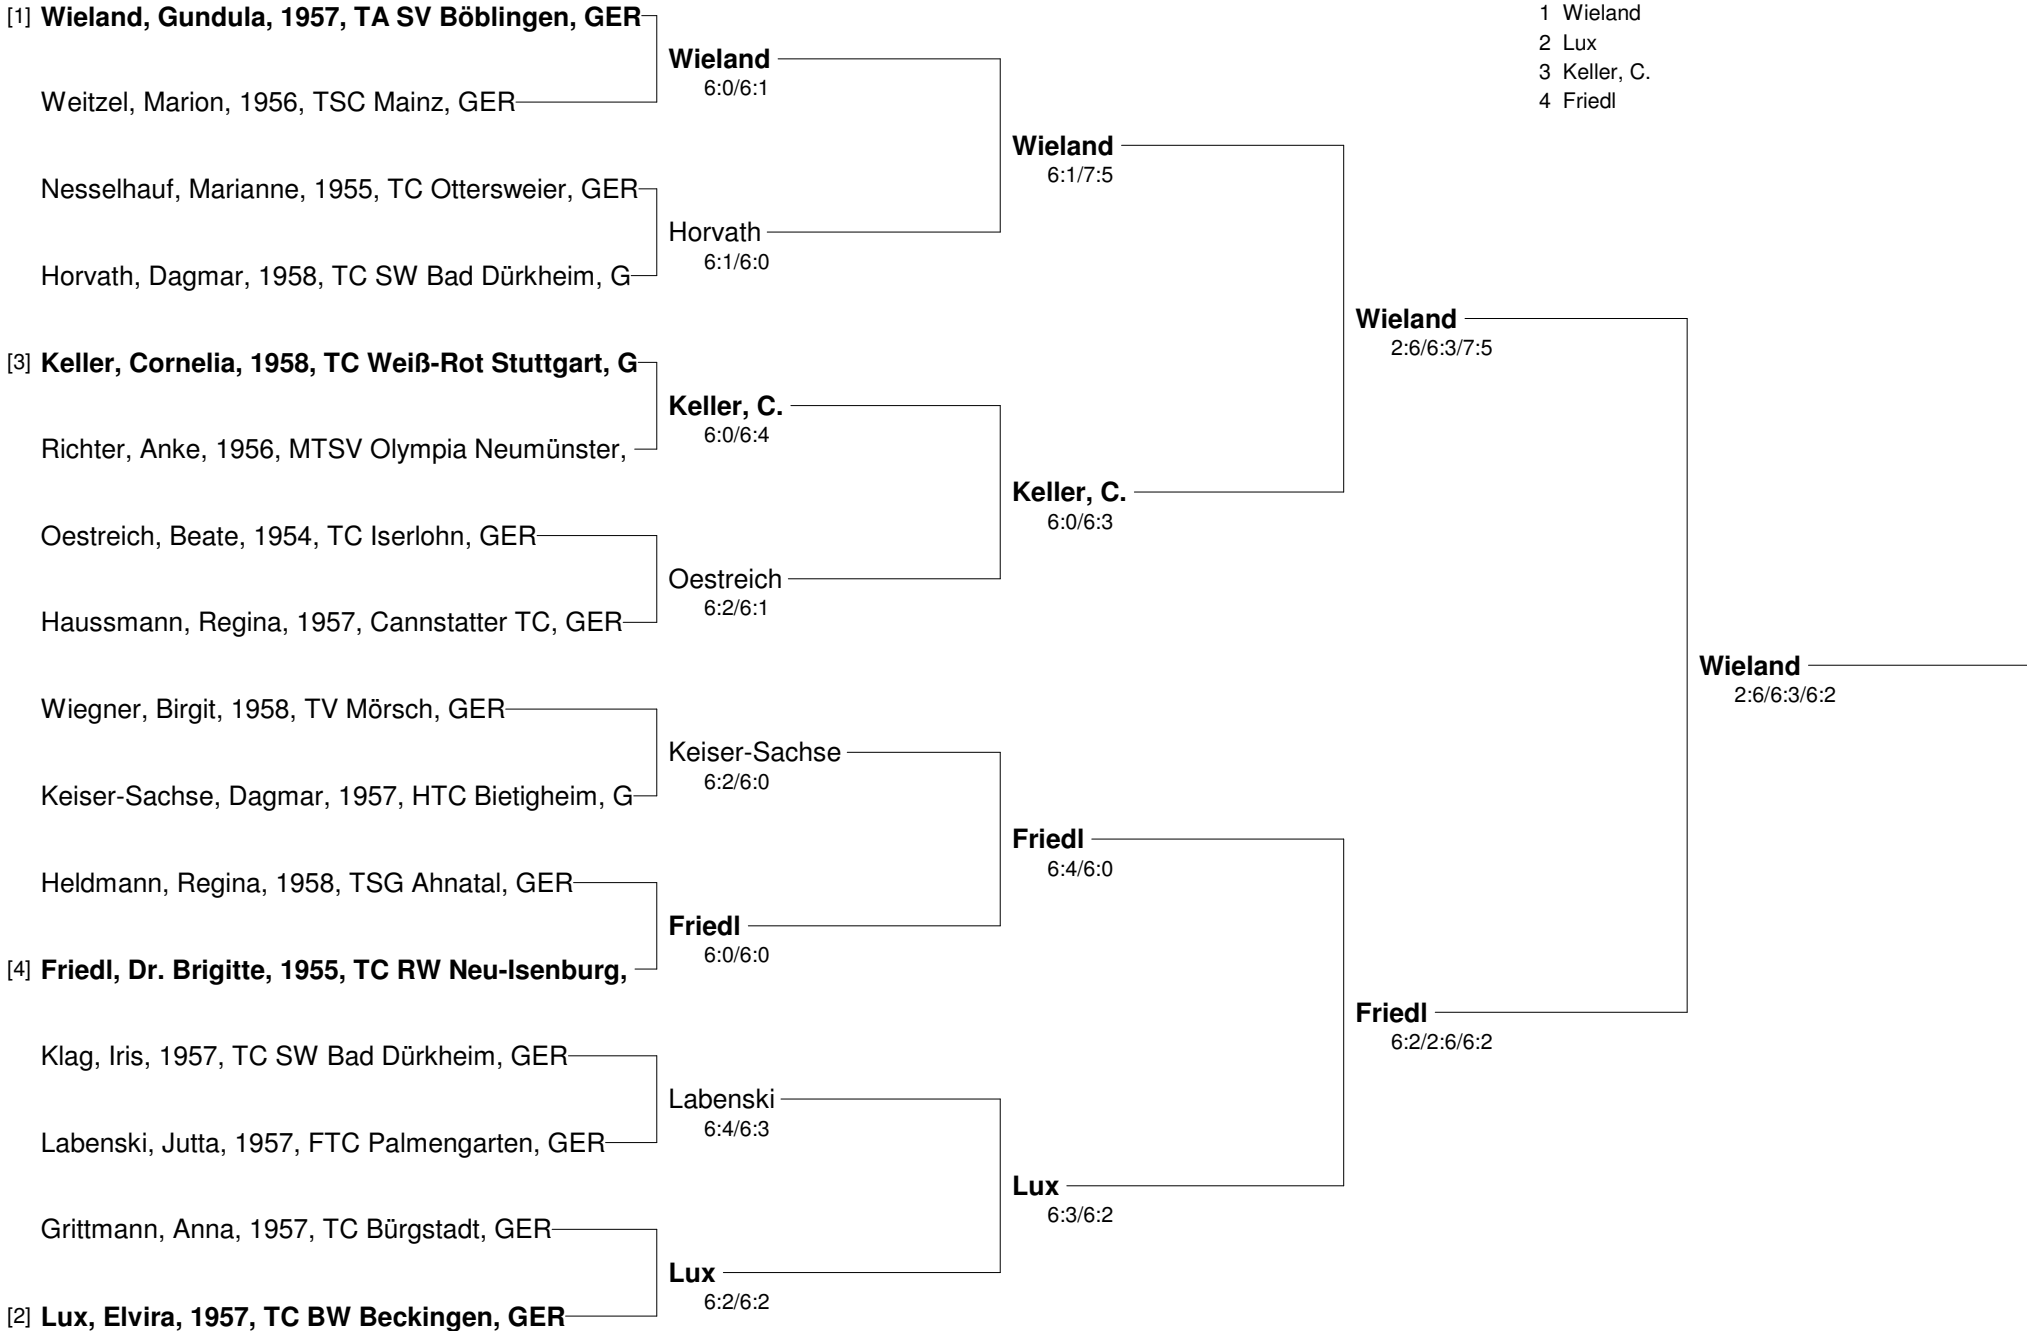 [1] Wieland, Gundula, 1957, TA SV Böblingen, GER
Weitzel, Marion, 1956, TSC Mainz, GER
Nesselhauf, Marianne, 1955, TC Ottersweier, GER
Horvath, Dagmar, 1958, TC SW Bad Dürkheim, G
[3] Keller, Cornelia, 1958, TC Weiß-Rot Stuttgart, G
Richter, Anke, 1956, MTSV Olympia Neumünster,
Oestreich, Beate, 1954, TC Iserlohn, GER
Haussmann, Regina, 1957, Cannstatter TC, GER
Wiegner, Birgit, 1958, TV Mörsch, GER
Keiser-Sachse, Dagmar, 1957, HTC Bietigheim, G
Heldmann, Regina, 1958, TSG Ahnatal, GER
[4] Friedl, Dr. Brigitte, 1955, TC RW Neu-Isenburg,
Klag, Iris, 1957, TC SW Bad Dürkheim, GER
Labenski, Jutta, 1957, FTC Palmengarten, GER
Grittmann, Anna, 1957, TC Bürgstadt, GER
[2] Lux, Elvira, 1957, TC BW Beckingen, GER
Wieland
6:0/6:1
Horvath
6:1/6:0
Keller, C.
6:0/6:4
Oestreich
6:2/6:1
Keiser-Sachse
6:2/6:0
Friedl
6:0/6:0
Labenski
6:4/6:3
Lux
6:2/6:2
Wieland
6:1/7:5
Keller, C.
6:0/6:3
Friedl
6:4/6:0
Lux
6:3/6:2
Wieland
2:6/6:3/7:5
Friedl
6:2/2:6/6:2
Wieland
2:6/6:3/6:2
1 Wieland
2 Lux
3 Keller, C.
4 Friedl